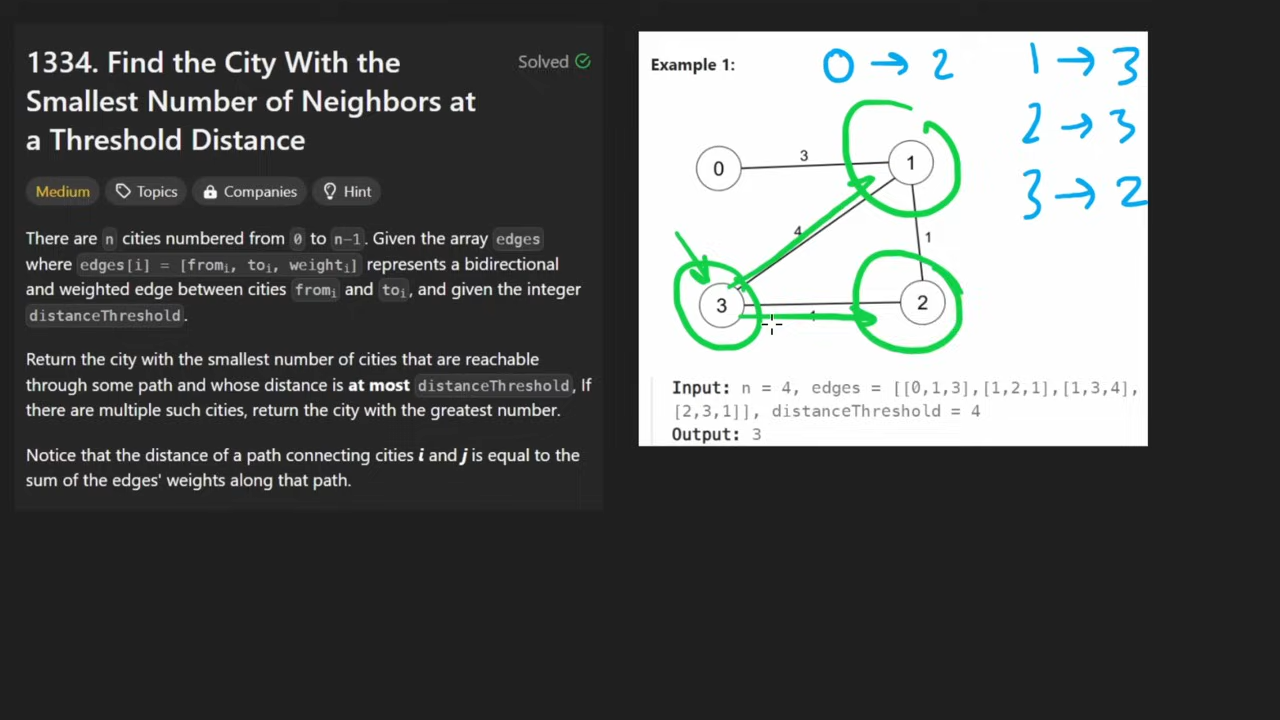 1334. Find the City With the
Smallest Number of Neighbors at
a Threshold Distance
Solved
Medium
Topics
Companies
Hint
There are n cities numbered from 0 to n-1. Given the array edges
where edges[i] = [fromᵢ, toᵢ, weightᵢ] represents a bidirectional
and weighted edge between cities fromᵢ and toᵢ, and given the integer
distanceThreshold.
Return the city with the smallest number of cities that are reachable
through some path and whose distance is at most distanceThreshold, If
there are multiple such cities, return the city with the greatest number.
Notice that the distance of a path connecting cities i and j is equal to the
sum of the edges' weights along that path.
Example 1:
0 → 2
1 → 3
2 → 3
3 → 2
0
3
1
4
1
3
2
1
Input: n = 4, edges = [[0,1,3],[1,2,1],[1,3,4],
[2,3,1]], distanceThreshold = 4
Output: 3